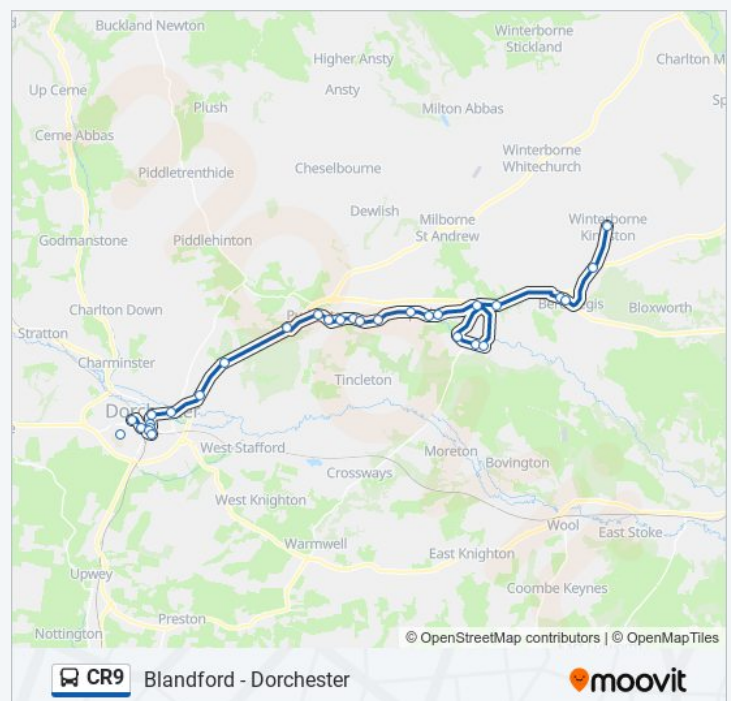 Buckland Newton
Winterborne
Stickland
Charlton M
Higher Ansty
Ansty
Up Cerne
Plush
Milton Abbas
Sp
Cerne Abbas
Piddletrenthide
Winterborne
Whitechurch
Cheselbourne
Dewlish
Milborne
St Andrew
Winterborne
Kingston
Godmanstone
Piddlehinton
Charlton Down
Bloxworth
Stratton
Charminster
Tincleton
Dorchester
West Stafford
Moreton
Bovington
Crossways
West Knighton
Wool
East Stoke
Warmwell
East Knighton
Upwey
Coombe Keynes
Preston
Nottington
© OpenStreetMap contributors | © OpenMapTiles
CR9 Blandford - Dorchester
moovit